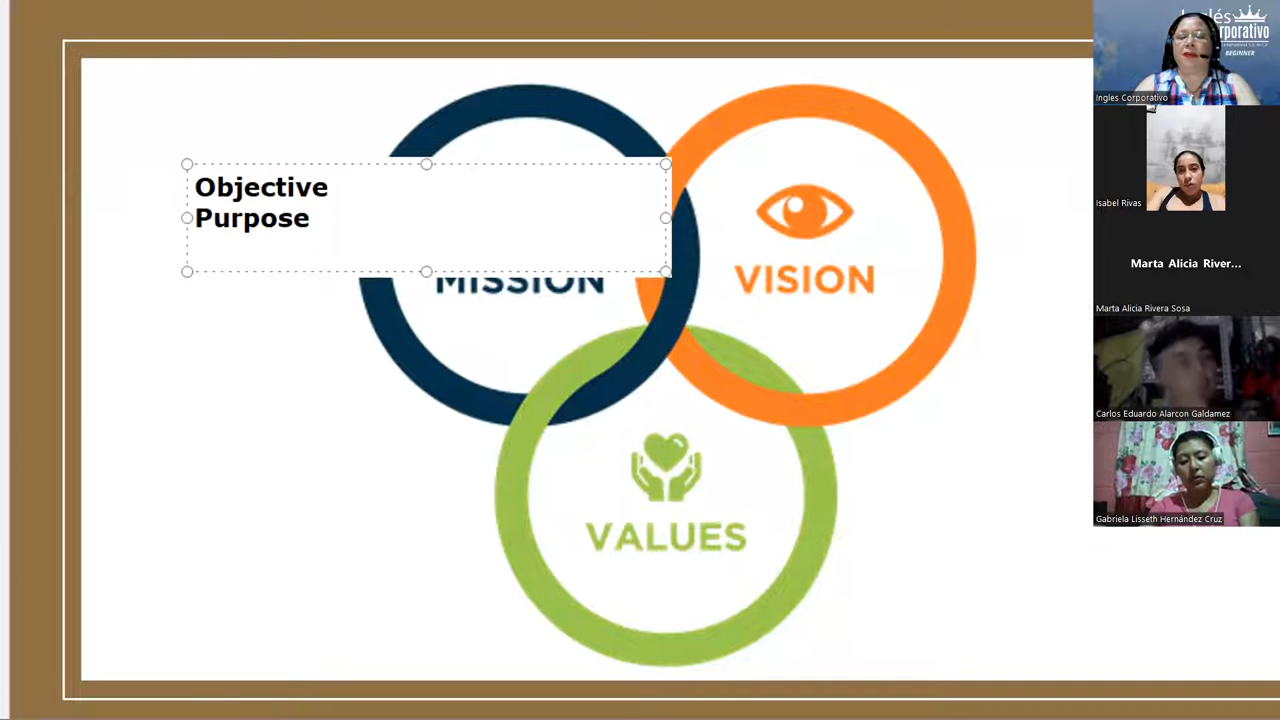 Objective
Purpose
MISSION
VISION
VALUES
Inglés
BEGINNER
Ingles Corporativo
Isabel Rivas
Marta Alicia River...
Marta Alicia Rivera Sosa
Carlos Eduardo Alarcon Galdamez
Gabriela Lisseth Hernández Cruz